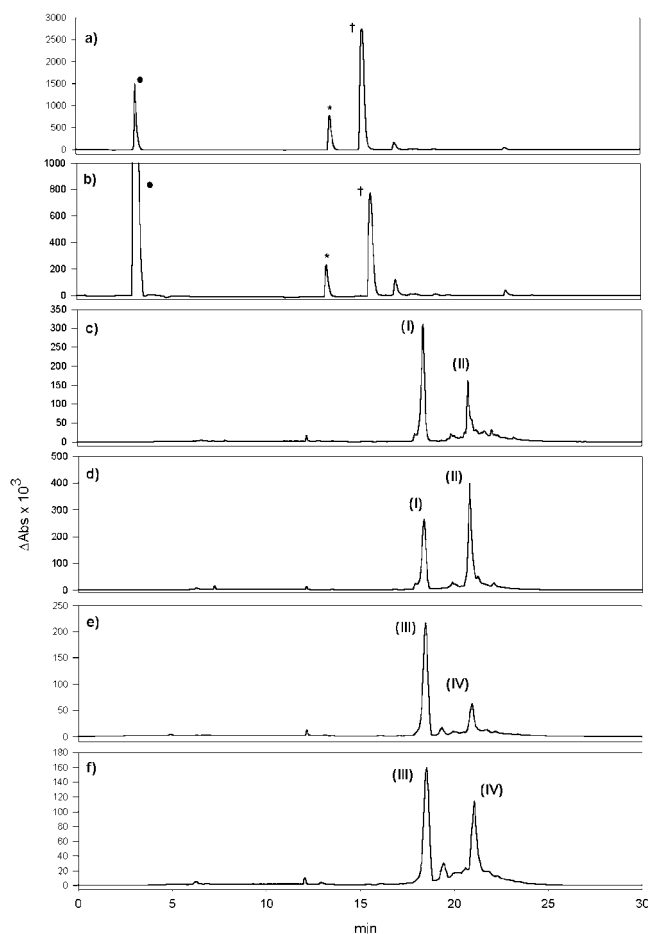 3000
2500
2000
1500
1000
500
0
a)
●
*
†
1000
800
600
400
200
0
b)
●
*
†
350
300
250
200
150
100
50
0
c)
(I)
(II)
500
400
300
200
100
0
d)
(I)
(II)
250
200
150
100
50
0
e)
(III)
(IV)
180
160
140
120
100
80
60
40
20
0
f)
(III)
(IV)
ΔAbs x 10³
0 5 10 15 20 25 30
min